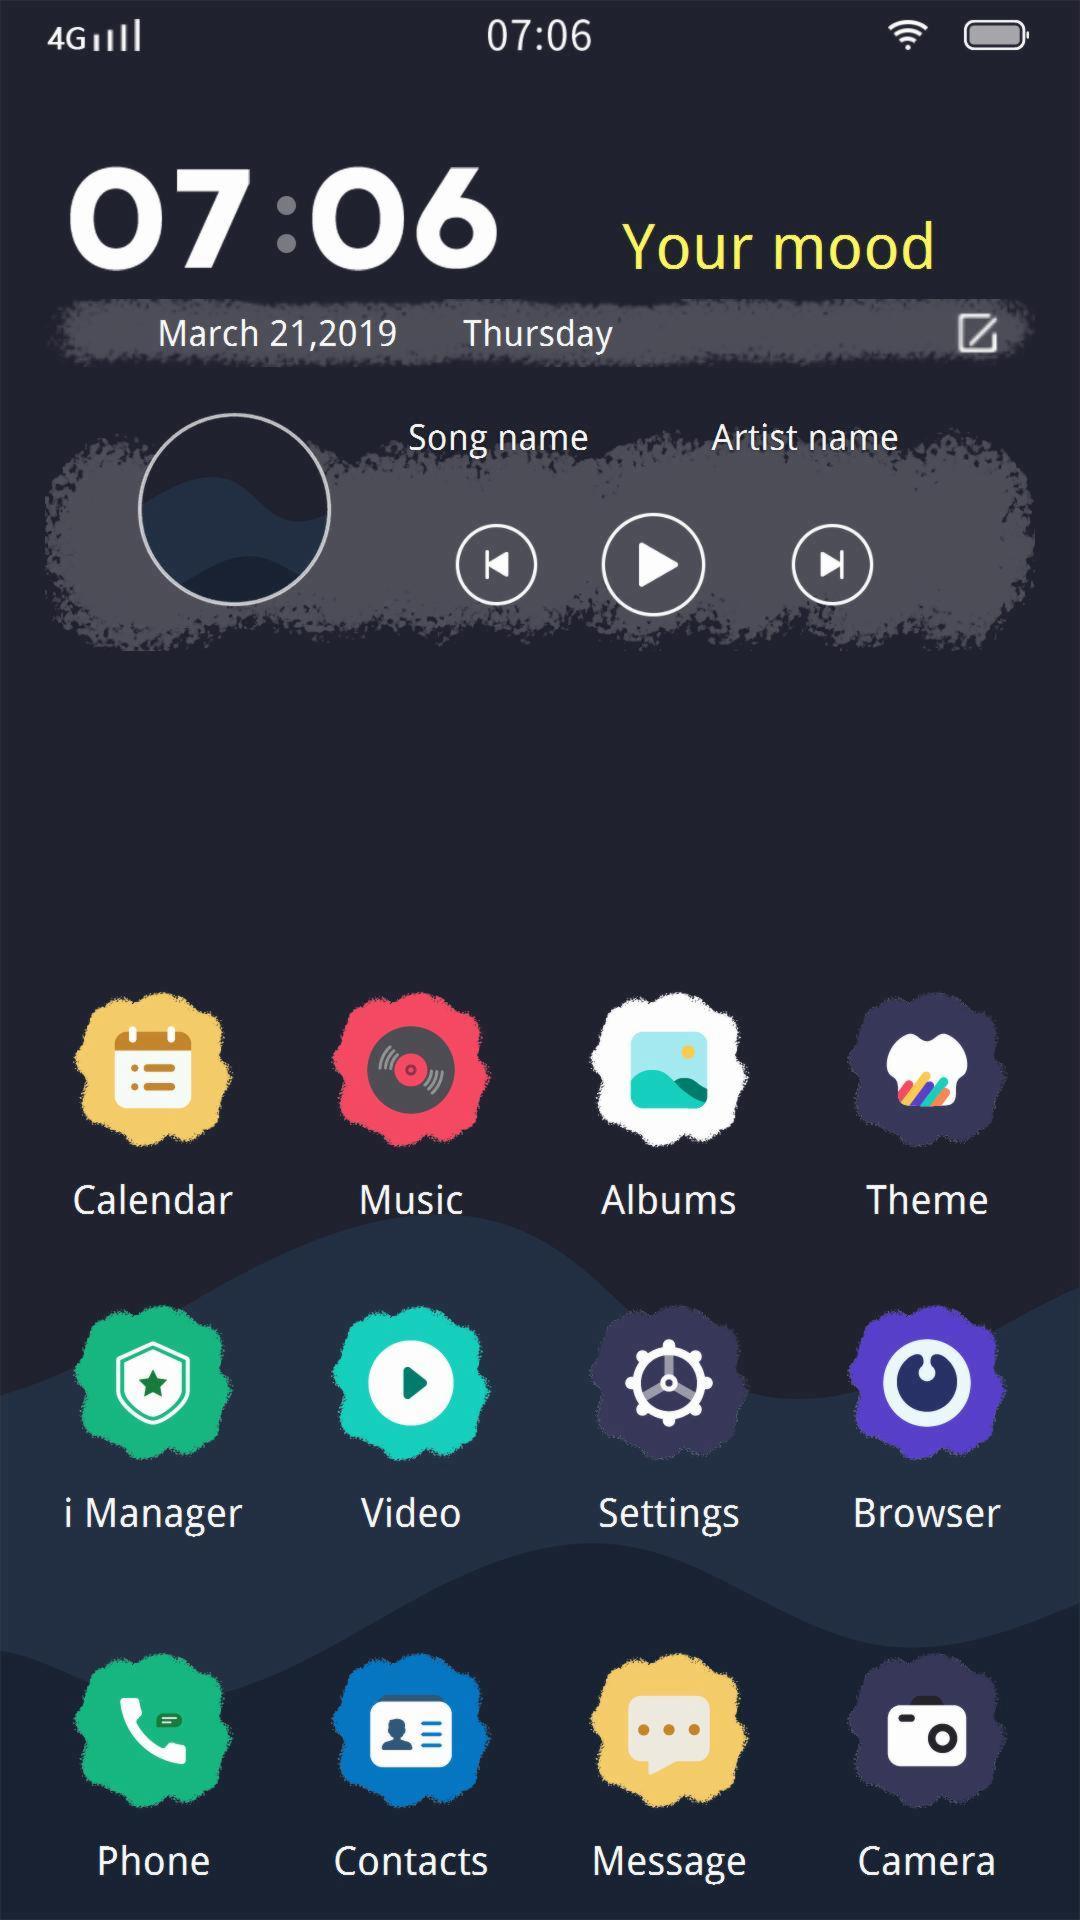 4G 07:06
07:06 Your mood
March 21,2019 Thursday
Song name Artist name
Calendar Music Albums Theme
i Manager Video Settings Browser
Phone Contacts Message Camera